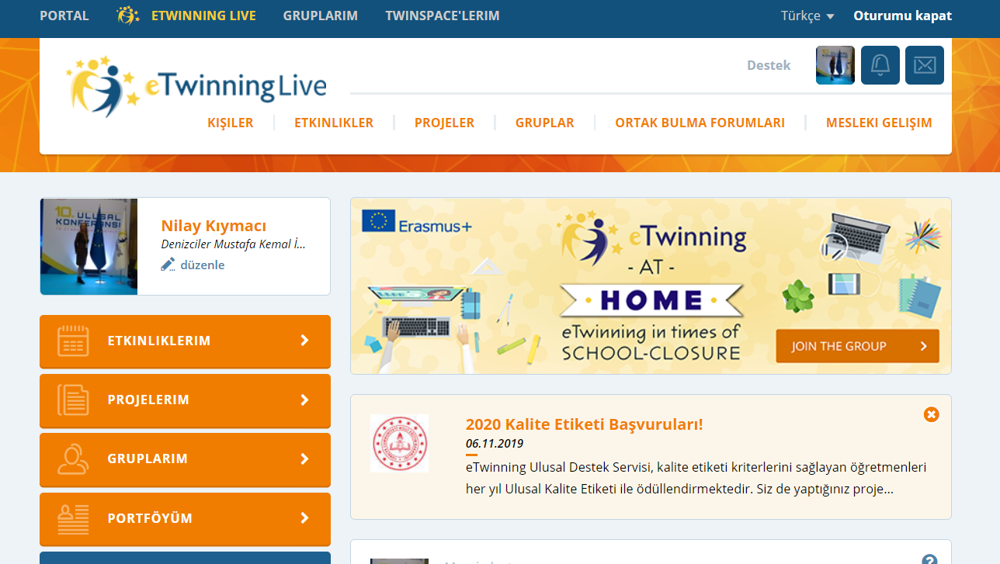 PORTAL
ETWINNING LIVE
GRUPLARIM
TWINSPACE'LERIM
Türkçe
Oturumu kapat
eTwinningLive
Destek
KIŞILER
ETKINLIKLER
PROJELER
GRUPLAR
ORTAK BULMA FORUMLARI
MESLEKI GELIŞIM
10. ULUSAL
KONFERANSI
Nilay Kıymacı
Denizciler Mustafa Kemal İ...
düzenle
ETKINLIKLERIM
PROJELERIM
GRUPLARIM
PORTFÖYÜM
Erasmus+
eTwinning
- AT -
HOME
eTwinning in times of
SCHOOL-CLOSURE
JOIN THE GROUP
2020 Kalite Etiketi Başvuruları!
06.11.2019
eTwinning Ulusal Destek Servisi, kalite etiketi kriterlerini sağlayan öğretmenleri
her yıl Ulusal Kalite Etiketi ile ödüllendirmektedir. Siz de yaptığınız proje...